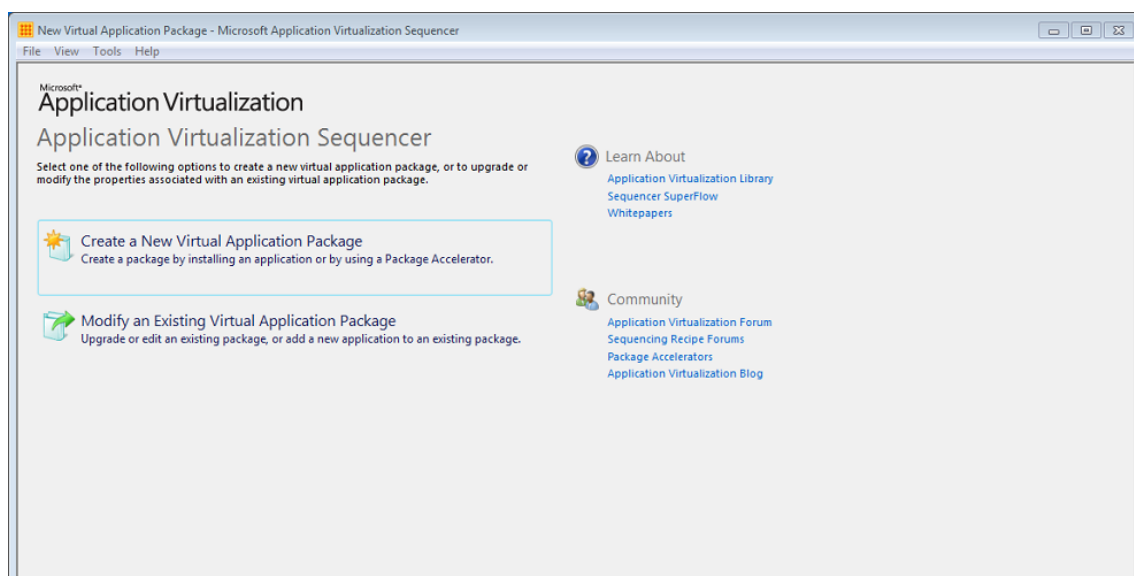 New Virtual Application Package - Microsoft Application Virtualization Sequencer
File View Tools Help
Microsoft®
Application Virtualization
Application Virtualization Sequencer
Select one of the following options to create a new virtual application package, or to upgrade or
modify the properties associated with an existing virtual application package.
Create a New Virtual Application Package
Create a package by installing an application or by using a Package Accelerator.
Modify an Existing Virtual Application Package
Upgrade or edit an existing package, or add a new application to an existing package.
Learn About
Application Virtualization Library
Sequencer SuperFlow
Whitepapers
Community
Application Virtualization Forum
Sequencing Recipe Forums
Package Accelerators
Application Virtualization Blog